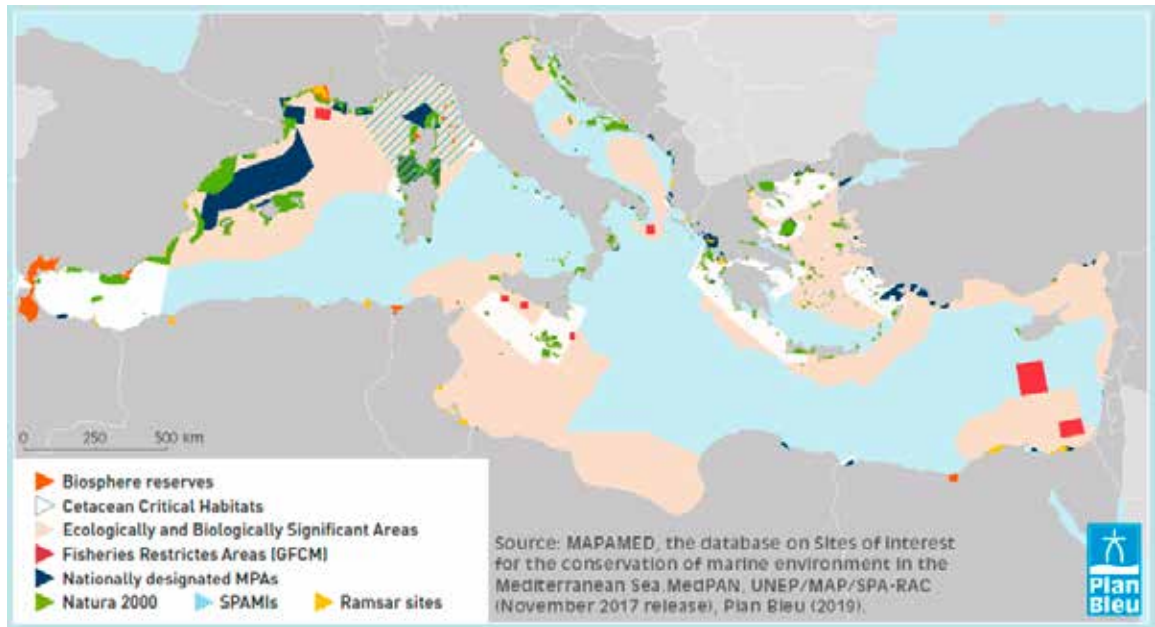 0 250 500 km
Biosphere reserves
Cetacean Critical Habitats
Ecologically and Biologically Significant Areas
Fisheries Restrictes Areas (GFCM)
Nationally designated MPAs
Natura 2000 SPAMIs Ramsar sites
Source: MAPAMED, the database on Sites of Interest
for the conservation of marine environment in the
Mediterranean Sea.MedPAN, UNEP/MAP/SPA-RAC
(November 2017 release), Plan Bleu (2019).
Plan
Bleu